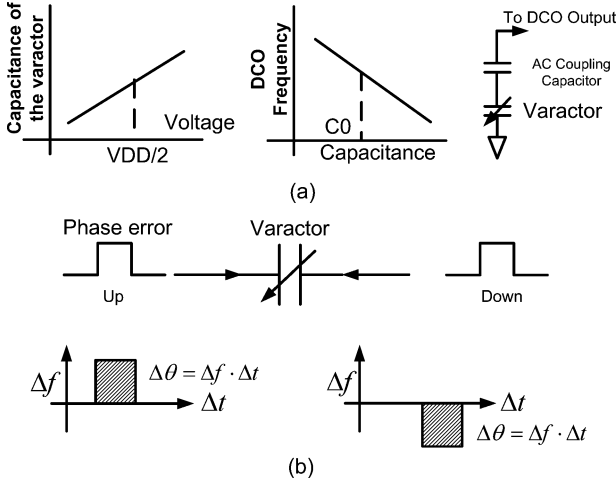 Capacitance of
the varactor
Voltage
VDD/2
DCO
Frequency
C0
Capacitance
To DCO Output
AC Coupling
Capacitor
Varactor
(a)
Phase error
Up
Varactor
Down
Δf
Δθ = Δf · Δt
Δt
Δf
Δt
Δθ = Δf · Δt
(b)